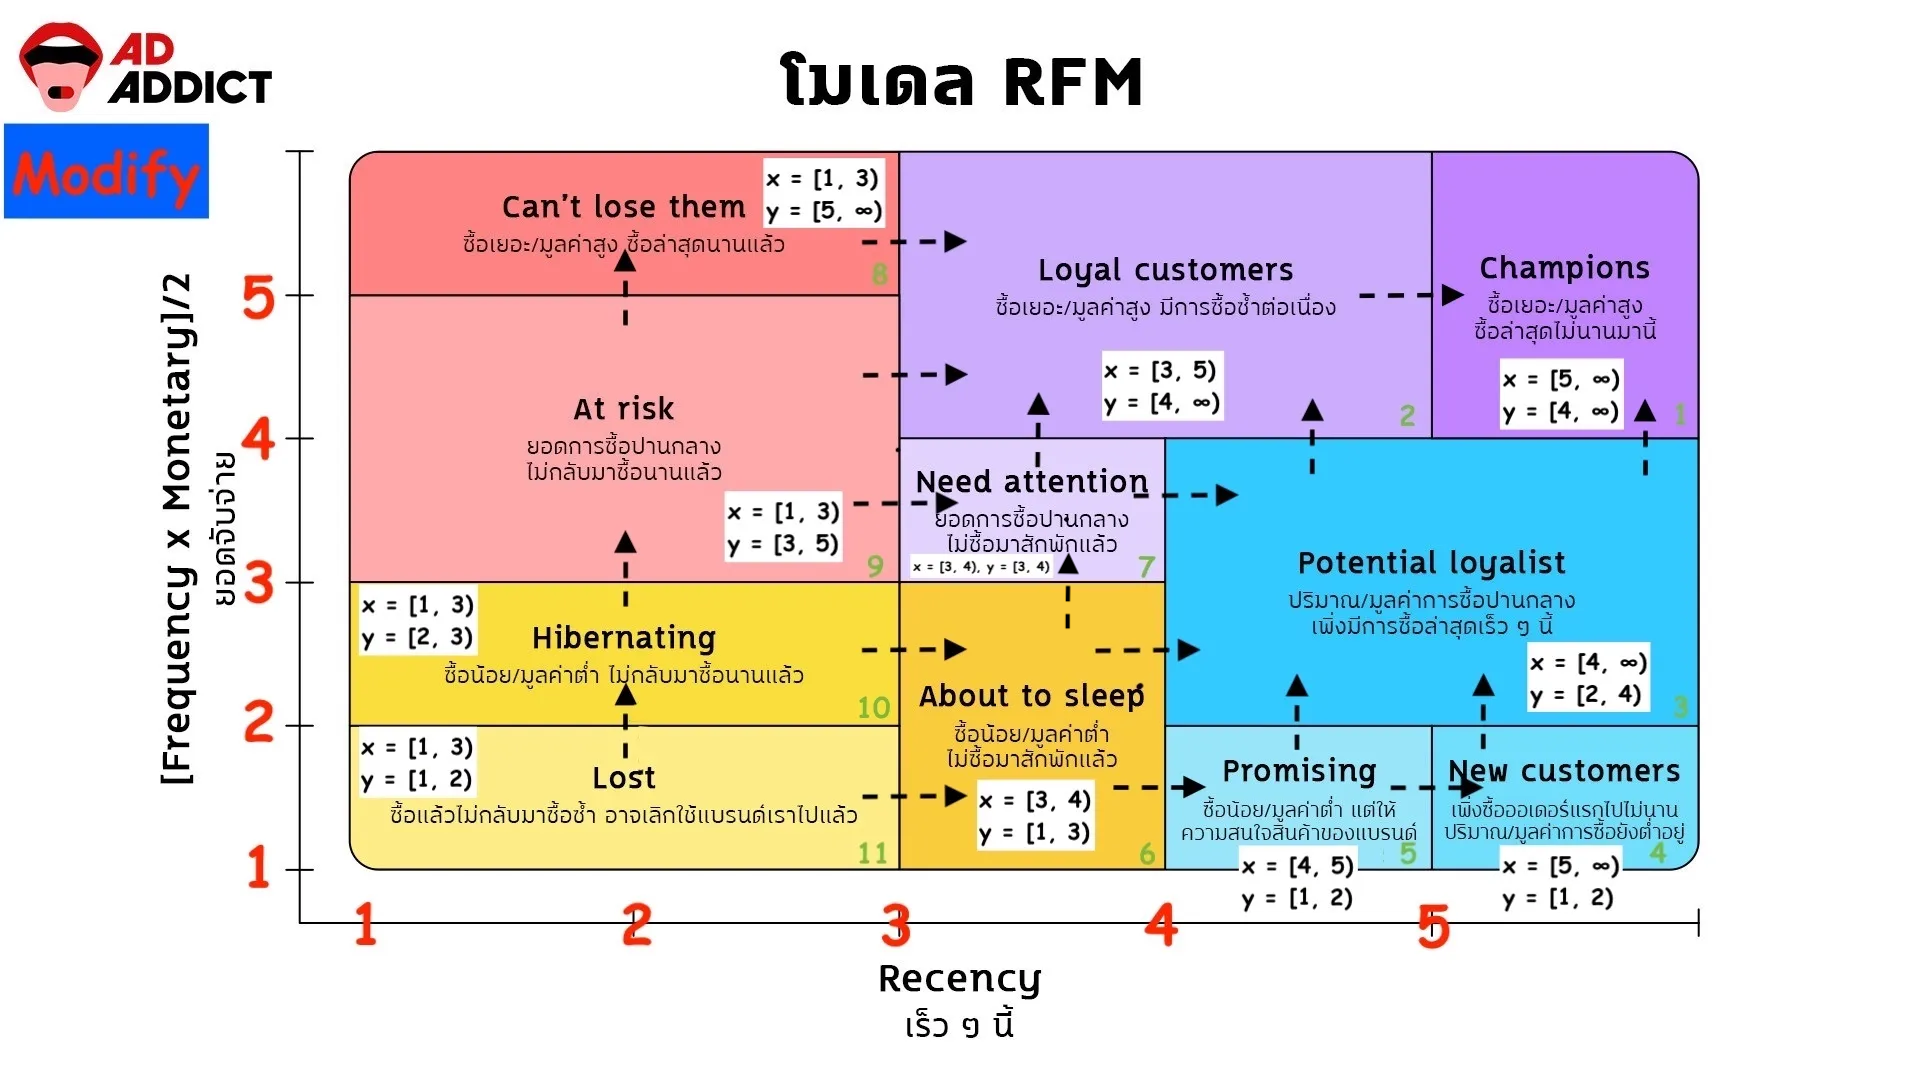 AD
ADDICT
Modify
โมเดล RFM
[Frequency x Monetary]/2
ยอดจับจ่าย
5
4
3
2
1
Can't lose them
ซื้อเยอะ/มูลค่าสูง ซื้อล่าสุดนานแล้ว
x = [1, 3)
y = [5, ∞)
8
Loyal customers
ซื้อเยอะ/มูลค่าสูง มีการซื้อซ้ำต่อเนื่อง
x = [3, 5)
y = [4, ∞)
2
Champions
ซื้อเยอะ/มูลค่าสูง
ซื้อล่าสุดไม่นานมานี้
x = [5, ∞)
y = [4, ∞)
1
At risk
ยอดการซื้อปานกลาง
ไม่กลับมาซื้อนานแล้ว
x = [1, 3)
y = [3, 5)
9
Need attention
ยอดการซื้อปานกลาง
ไม่ซื้อมาสักพักแล้ว
x = [3, 4), y = [3, 4)
7
Potential loyalist
ปริมาณ/มูลค่าการซื้อปานกลาง
เพิ่งมีการซื้อล่าสุดเร็ว ๆ นี้
x = [4, ∞)
y = [2, 4)
3
x = [1, 3)
y = [2, 3)
Hibernating
ซื้อน้อย/มูลค่าต่ำ ไม่กลับมาซื้อนานแล้ว
10
About to sleep
ซื้อน้อย/มูลค่าต่ำ
ไม่ซื้อมาสักพักแล้ว
x = [3, 4)
y = [1, 3)
6
x = [1, 3)
y = [1, 2)
Lost
ซื้อแล้วไม่กลับมาซื้อซ้ำ อาจเลิกใช้แบรนด์เราไปแล้ว
11
Promising
ซื้อน้อย/มูลค่าต่ำ แต่ให้
ความสนใจสินค้าของแบรนด์
5
x = [4, 5)
y = [1, 2)
New customers
เพิ่งซื้อออเดอร์แรกไปไม่นาน
ปริมาณ/มูลค่าการซื้อยังต่ำอยู่
4
x = [5, ∞)
y = [1, 2)
1
2
3
4
5
Recency
เร็ว ๆ นี้